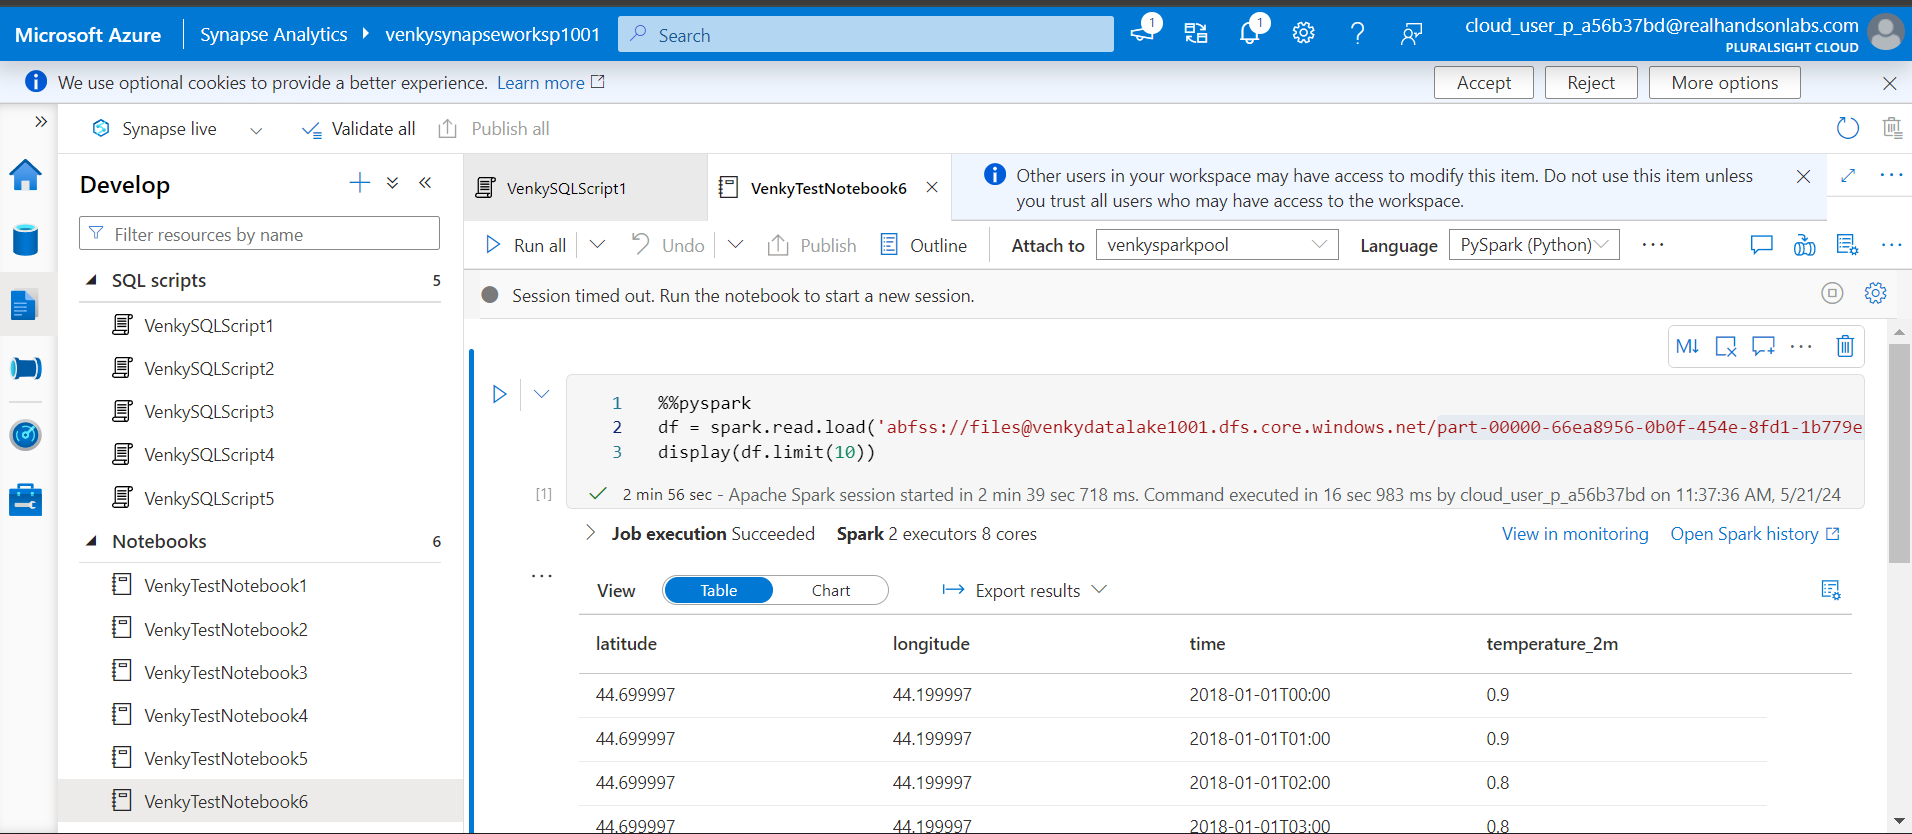 Microsoft Azure
Synapse Analytics
venkysynapseworksp1001
Search
1
1
cloud_user_p_a56b37bd@realhandsonlabs.com
PLURALSIGHT CLOUD
We use optional cookies to provide a better experience. Learn more
Accept
Reject
More options
Synapse live
Validate all
Publish all
Develop
Filter resources by name
SQL scripts 5
VenkySQLScript1
VenkySQLScript2
VenkySQLScript3
VenkySQLScript4
VenkySQLScript5
Notebooks 6
VenkyTestNotebook1
VenkyTestNotebook2
VenkyTestNotebook3
VenkyTestNotebook4
VenkyTestNotebook5
VenkyTestNotebook6
VenkySQLScript1
VenkyTestNotebook6
Other users in your workspace may have access to modify this item. Do not use this item unless
you trust all users who may have access to the workspace.
Run all
Undo
Publish
Outline
Attach to
venkysparkpool
Language
PySpark (Python)
Session timed out. Run the notebook to start a new session.
M↓
1 %%pyspark
2 df = spark.read.load('abfss://files@venkydatalake1001.dfs.core.windows.net/part-00000-66ea8956-0b0f-454e-8fd1-1b779e
3 display(df.limit(10))
[1]
2 min 56 sec - Apache Spark session started in 2 min 39 sec 718 ms. Command executed in 16 sec 983 ms by cloud_user_p_a56b37bd on 11:37:36 AM, 5/21/24
Job execution Succeeded Spark 2 executors 8 cores
View in monitoring
Open Spark history
View
Table
Chart
Export results
latitude longitude time temperature_2m
44.699997 44.199997 2018-01-01T00:00 0.9
44.699997 44.199997 2018-01-01T01:00 0.9
44.699997 44.199997 2018-01-01T02:00 0.8
44.699997 44.199997 2018-01-01T03:00 0.8